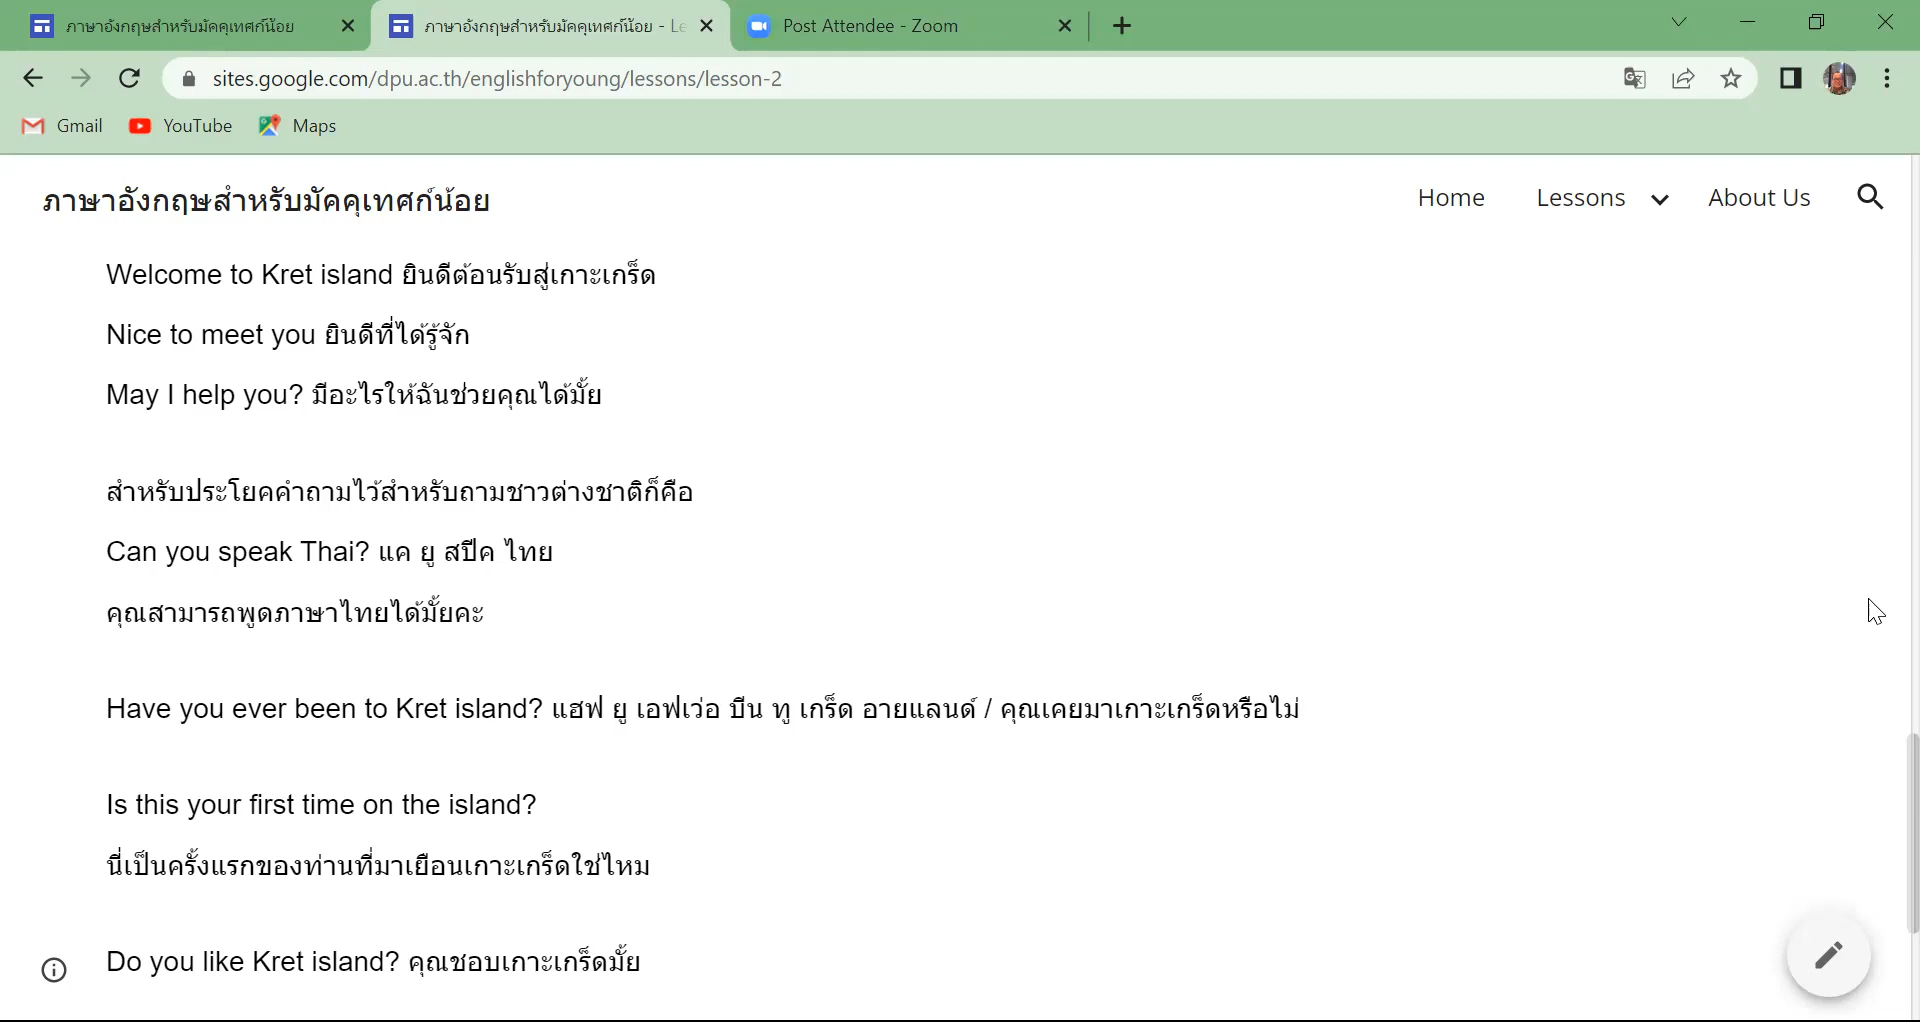 ภาษาอังกฤษสำหรับมัคคุเทศก์น้อย
ภาษาอังกฤษสำหรับมัคคุเทศก์น้อย - Le
Post Attendee - Zoom
sites.google.com/dpu.ac.th/englishforyoung/lessons/lesson-2
Gmail YouTube Maps
ภาษาอังกฤษสำหรับมัคคุเทศก์น้อย
Home Lessons About Us
Welcome to Kret island ยินดีต้อนรับสู่เกาะเกร็ด
Nice to meet you ยินดีที่ได้รู้จัก
May I help you? มีอะไรให้ฉันช่วยคุณได้มั้ย
สำหรับประโยคคำถามไว้สำหรับถามชาวต่างชาติก็คือ
Can you speak Thai? แค ยู สปีค ไทย
คุณสามารถพูดภาษาไทยได้มั้ยคะ
Have you ever been to Kret island? แฮฟ ยู เอฟเว่อ บีน ทู เกร็ด อายแลนด์ / คุณเคยมาเกาะเกร็ดหรือไม่
Is this your first time on the island?
นี่เป็นครั้งแรกของท่านที่มาเยือนเกาะเกร็ดใช่ไหม
Do you like Kret island? คุณชอบเกาะเกร็ดมั้ย